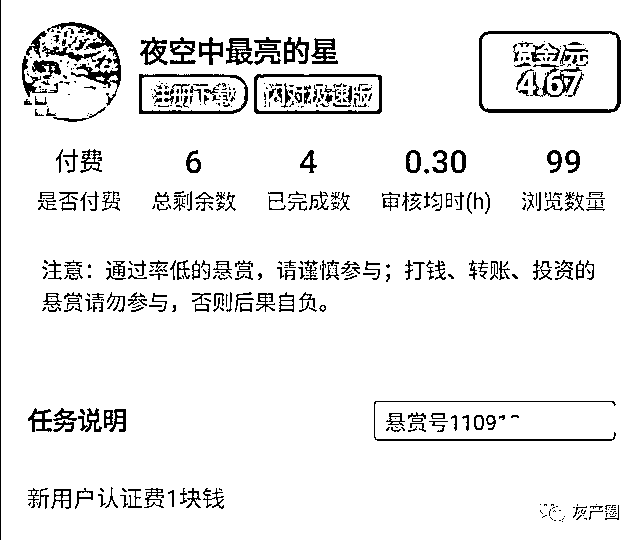 夜空中最亮的星
注册下载 闪对极速版
赏金/元
4.67
付费 6 4 0.30 99
是否付费 总剩余数 已完成数 审核均时(h) 浏览数量
注意：通过率低的悬赏，请谨慎参与；打钱、转账、投资的
悬赏请勿参与，否则后果自负。
任务说明
悬赏号11091
新用户认证费1块钱
灰产圈